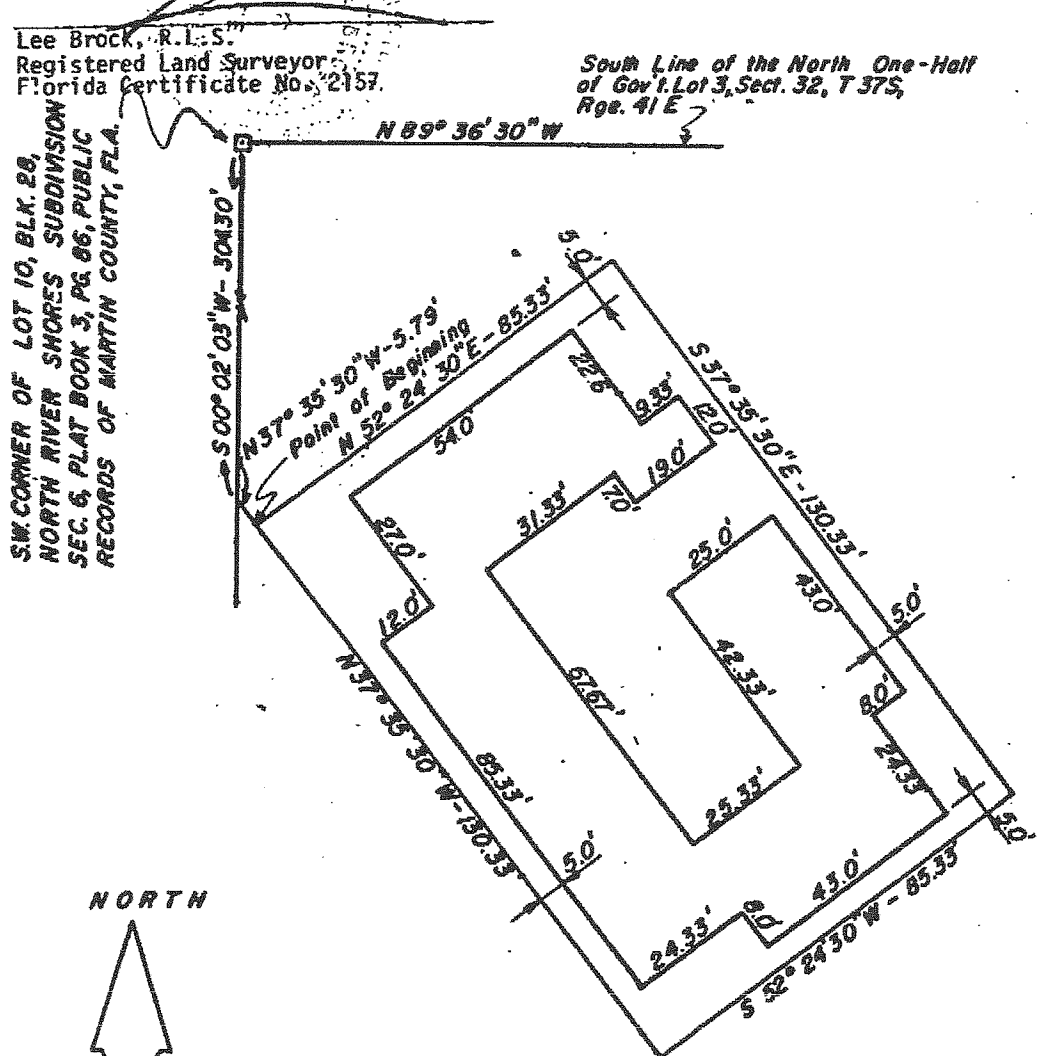 Lee Brock, R.L.S.
Registered Land Surveyor
Florida Certificate No. 2157.
South Line of the North One-Half
of Gov't. Lot 3, Sect. 32, T 37S,
Rge. 41 E
N 89° 36' 30" W
S.W. CORNER OF LOT 10, BLK. 28,
NORTH RIVER SHORES SUBDIVISION
SEC. 6, PLAT BOOK 3, PG. 86, PUBLIC
RECORDS OF MARTIN COUNTY, FLA.
S 00° 02' 03" W -
N 37° 35' 30" W - 5.79'
Point of Beginning
N 52° 24' 30" E - 85.33'
5.0'
S 37° 35' 30" E - 130.33'
54.0'
22.6'
9.33'
12.0'
19.0'
7.0'
31.33'
27.0'
12.0'
25.0'
43.0'
5.0'
8.0'
24.33'
42.33'
67.67'
25.33'
N 37° 35' 30" W - 130.33'
85.33'
5.0'
24.33'
8.0'
43.0'
5.0'
S 52° 24' 30" W - 85.33'
NORTH